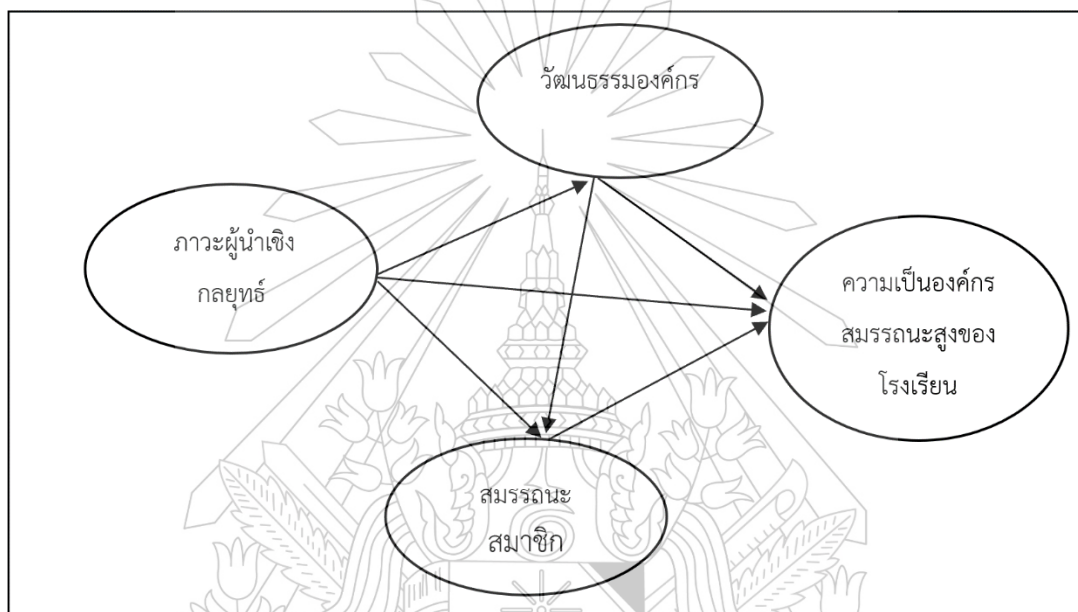 วัฒนธรรมองค์กร
ภาวะผู้นำเชิง
กลยุทธ์
ความเป็นองค์กร
สมรรถนะสูงของ
โรงเรียน
สมรรถนะ
สมาชิก